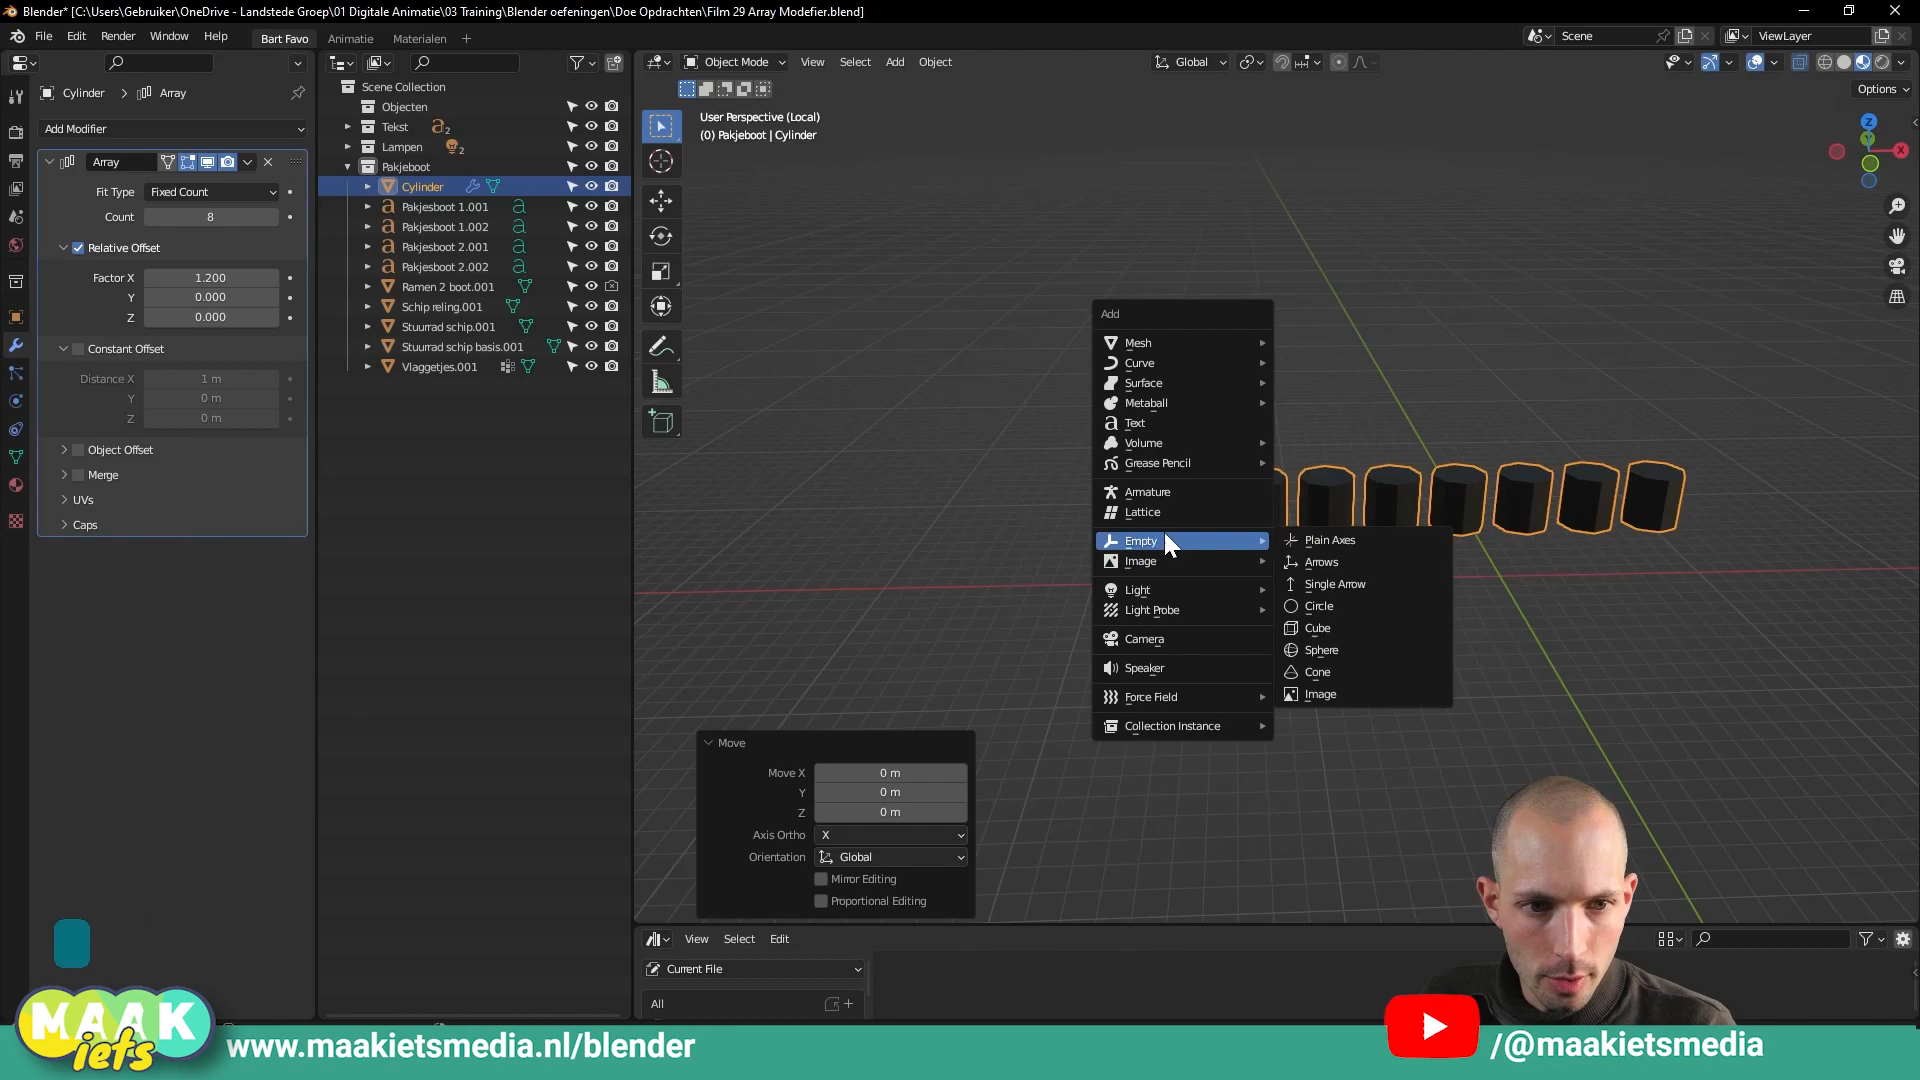 Blender* [C:\Users\Gebruiker\OneDrive - Landstede Groep\01 Digitale Animatie\03 Training\Blender oefeningen\Doe Opdrachten\Film 29 Array Modefier.blend]
File Edit Render Window Help Bart Favo Animatie Materialen + Scene ViewLayer
Object Mode View Select Add Object Global
Options
Cylinder > Array
Add Modifier
Array
Fit Type Fixed Count
Count 8
Relative Offset
Factor X 1.200
Y 0.000
Z 0.000
Constant Offset
Distance X 1 m
Y 0 m
Z 0 m
Object Offset
Merge
UVs
Caps
Scene Collection
Objecten
Tekst 2
Lampen 2
Pakjeboot
Cylinder
Pakjesboot 1.001
Pakjesboot 1.002
Pakjesboot 2.001
Pakjesboot 2.002
Ramen 2 boot.001
Schip reling.001
Stuurrad schip.001
Stuurrad schip basis.001
Vlaggetjes.001
User Perspective (Local)
(0) Pakjeboot | Cylinder
Z
Y
X
Add
Mesh
Curve
Surface
Metaball
Text
Volume
Grease Pencil
Armature
Lattice
Empty
Image
Light
Light Probe
Camera
Speaker
Force Field
Collection Instance
Plain Axes
Arrows
Single Arrow
Circle
Cube
Sphere
Cone
Image
Move
Move X 0 m
Y 0 m
Z 0 m
Axis Ortho X
Orientation Global
Mirror Editing
Proportional Editing
View Select Edit
Current File
All
MAAK
iets
www.maakietsmedia.nl/blender
/@maakietsmedia